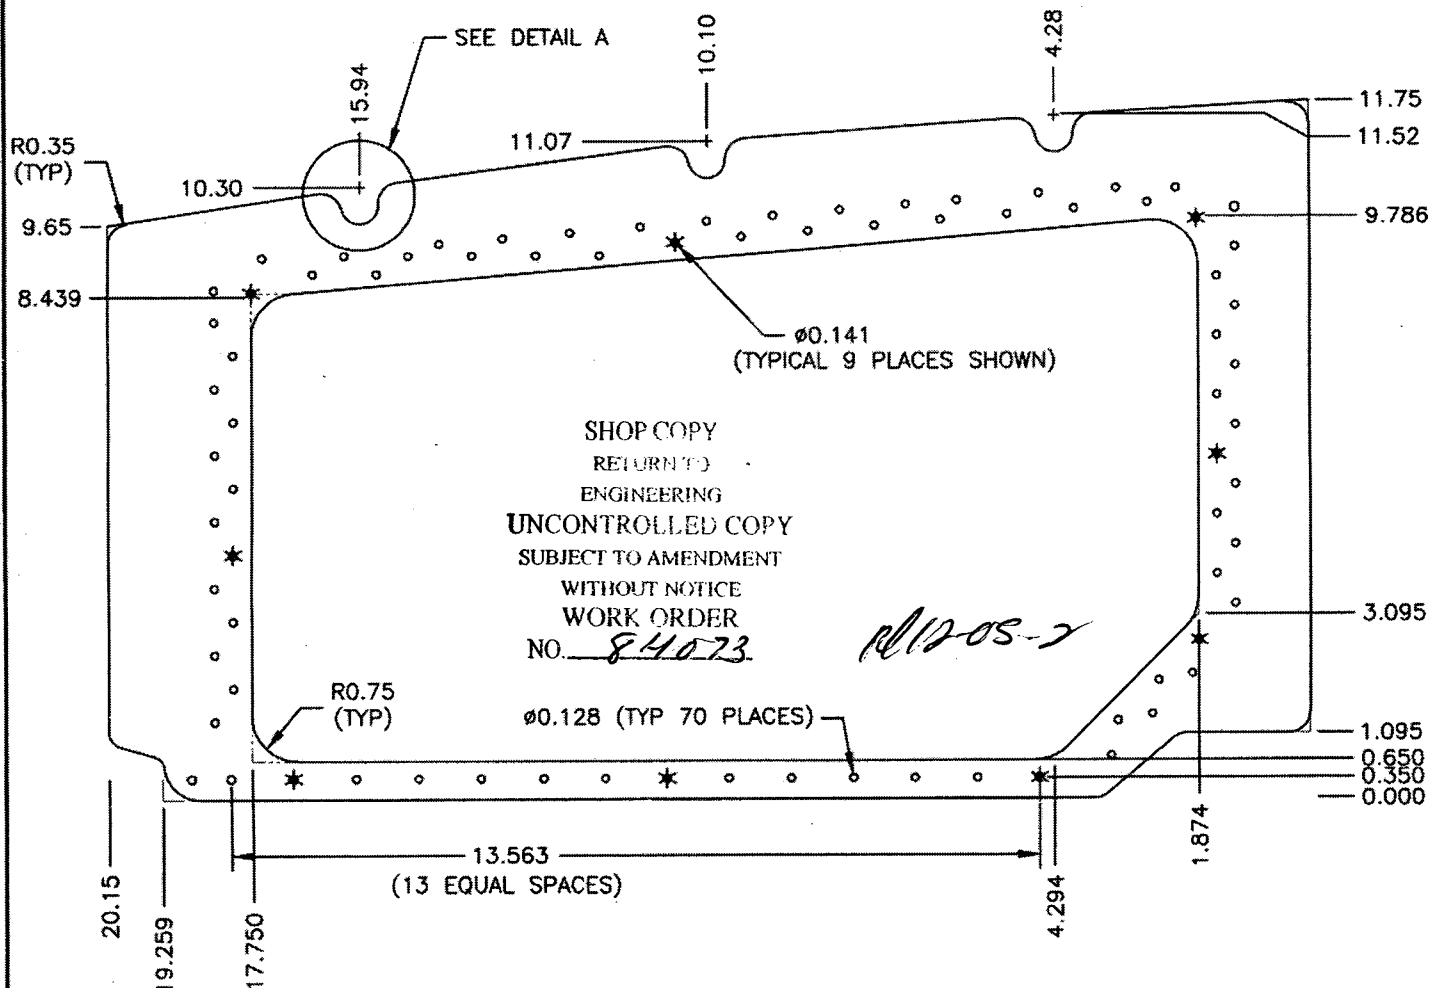 SEE DETAIL A
15.94
10.10
4.28
11.75
11.52
11.07
R0.35
(TYP)
10.30
9.65
9.786
8.439
ø0.141
(TYPICAL 9 PLACES SHOWN)
SHOP COPY
RETURN TO
ENGINEERING
UNCONTROLLED COPY
SUBJECT TO AMENDMENT
WITHOUT NOTICE
WORK ORDER
NO. 84073
3.095
R0.75
(TYP)
ø0.128 (TYP 70 PLACES)
1.095
0.650
0.350
0.000
13.563
(13 EQUAL SPACES)
1.874
4.294
20.15
19.259
17.750